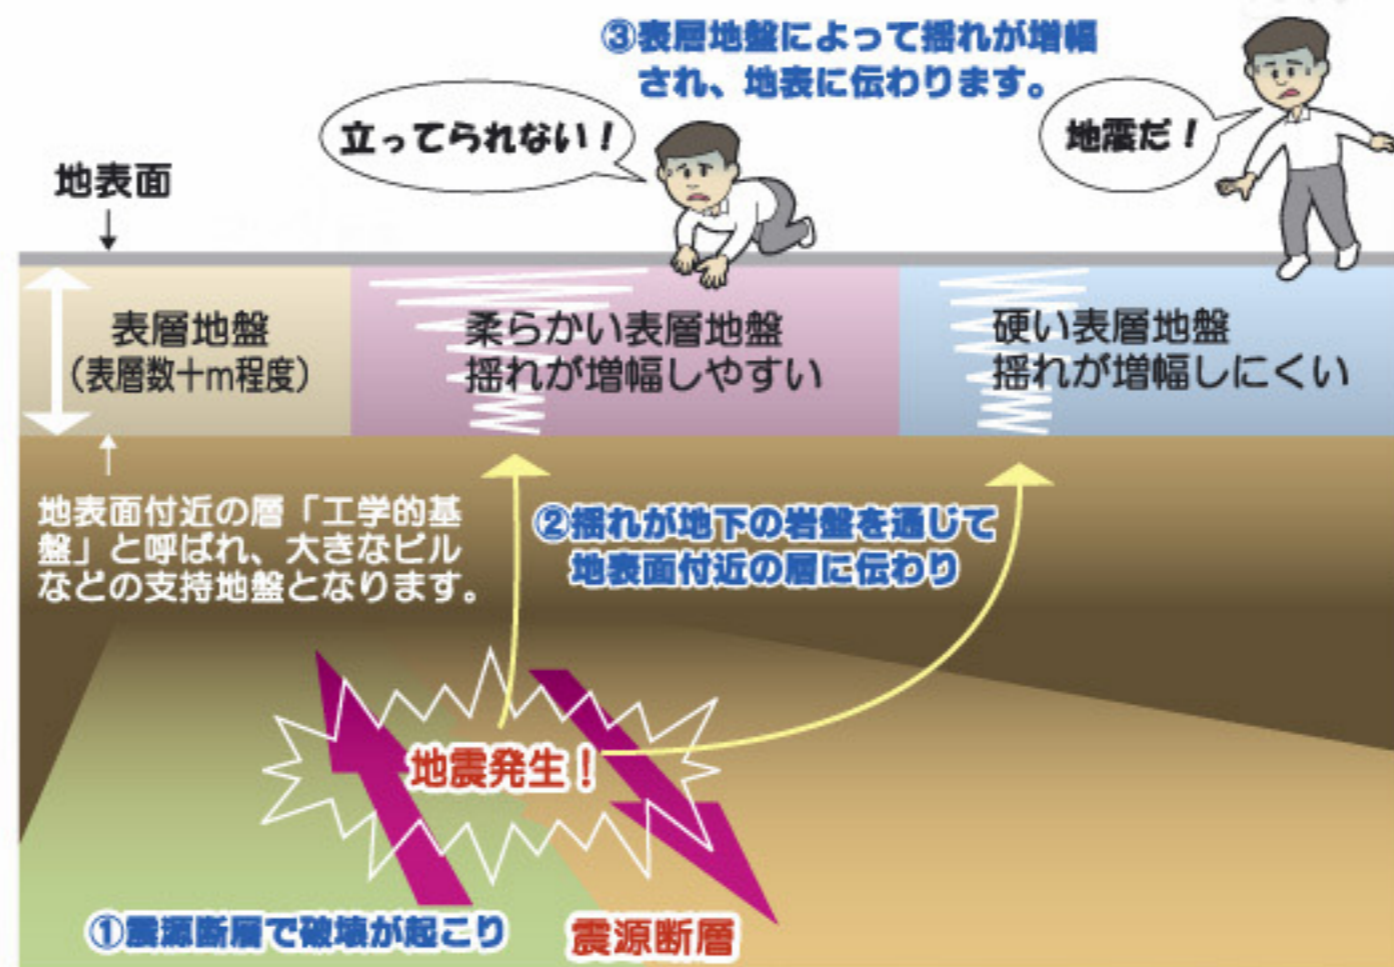 ③表層地盤によって揺れが増幅
され、地表に伝わります。
立ってられない！
地震だ！
地表面
表層地盤
（表層数十m程度）
柔らかい表層地盤
揺れが増幅しやすい
硬い表層地盤
揺れが増幅しにくい
地表面付近の層「工学的基
盤」と呼ばれ、大きなビル
などの支持地盤となります。
②揺れが地下の岩盤を通じて
地表面付近の層に伝わり
地震発生！
①震源断層で破壊が起こり
震源断層